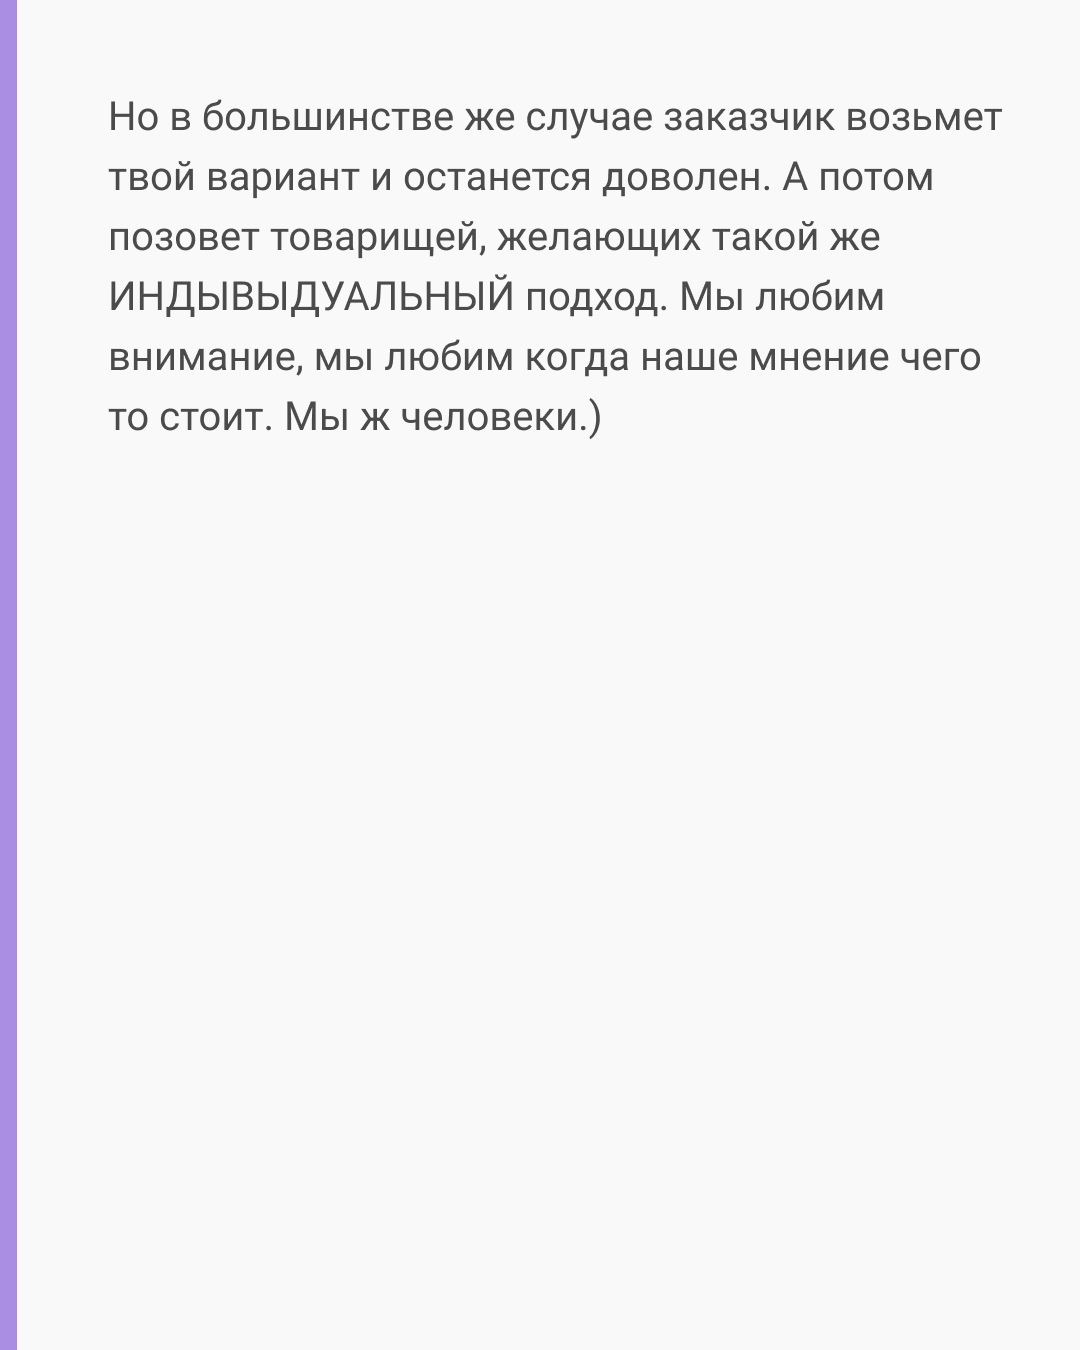 Но в большинстве же случае заказчик возьмет
твой вариант и останется доволен. А потом
позовет товарищей, желающих такой же
ИНДЫВЫДУАЛЬНЫЙ подход. Мы любим
внимание, мы любим когда наше мнение чего
то стоит. Мы ж человеки.)